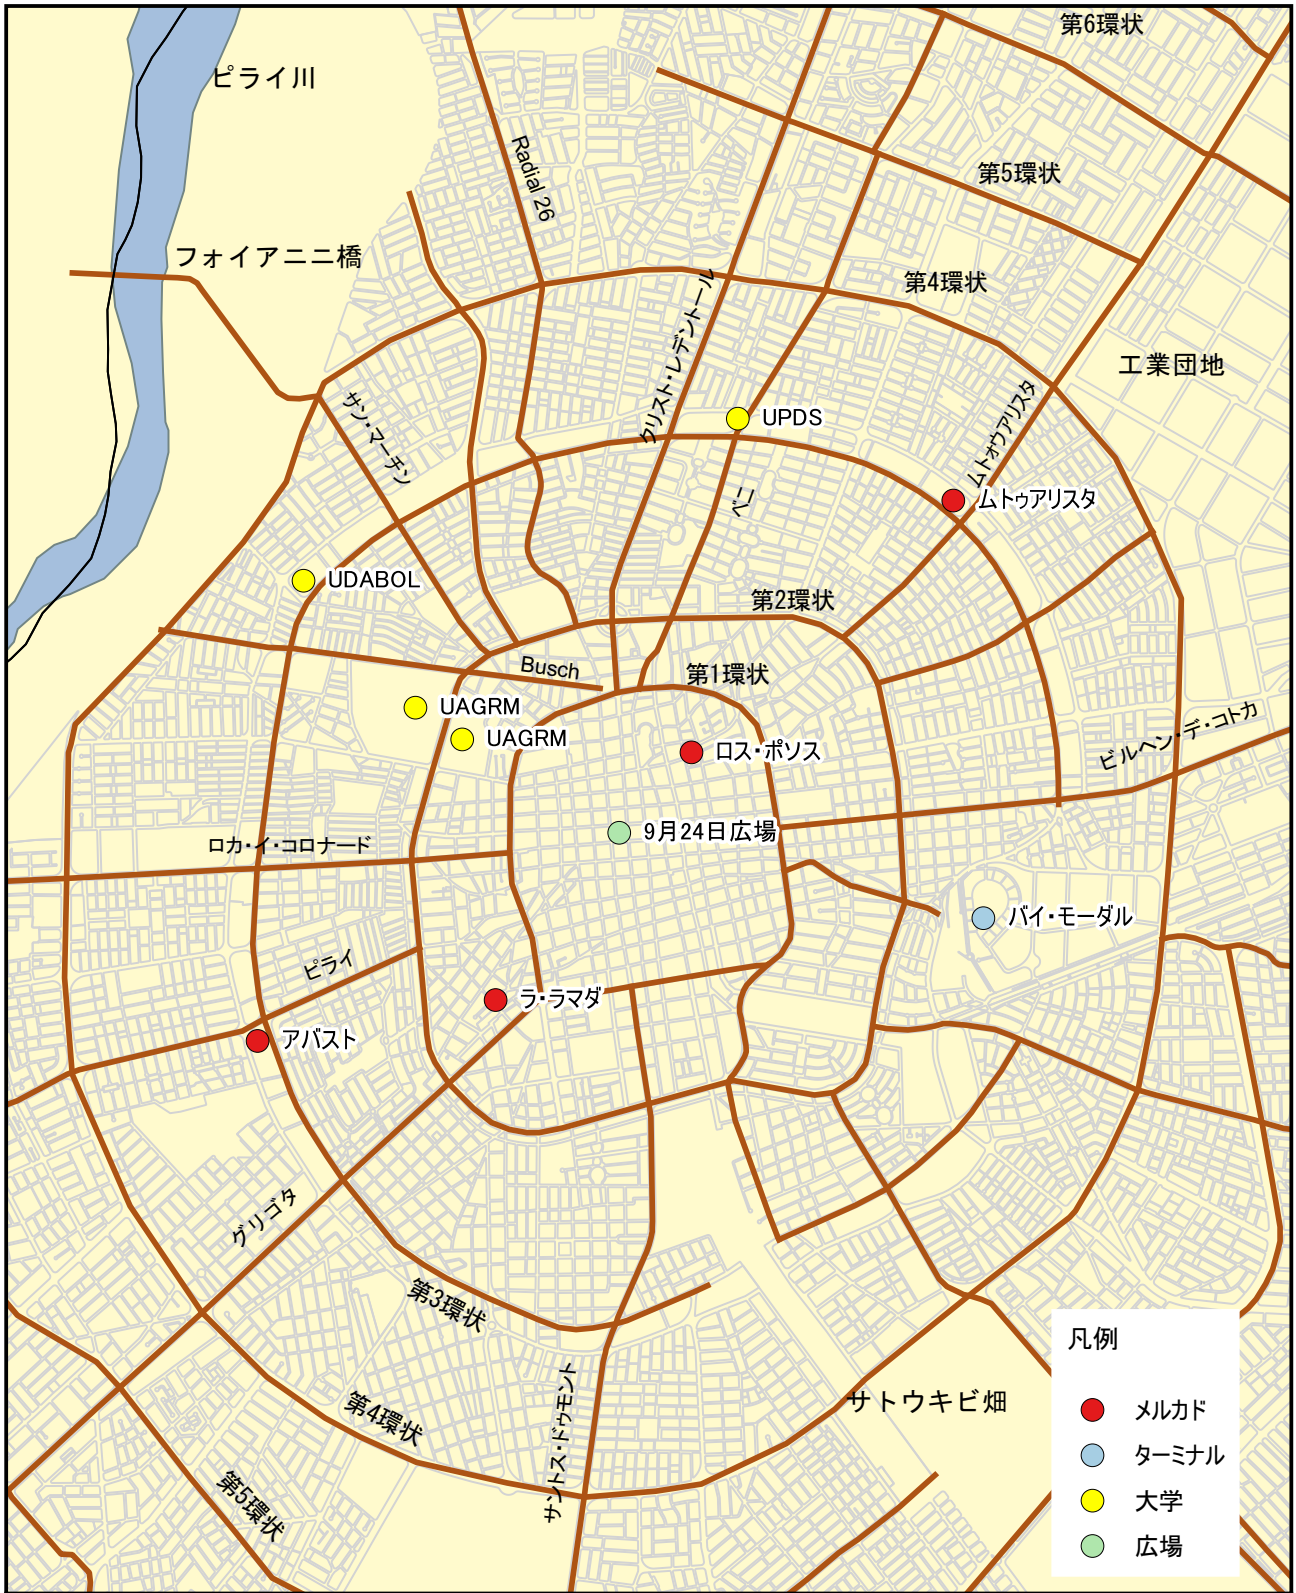 第6環状
ピライ川
Radial 26
第5環状
フォイアニニ橋
第4環状
クリスト・レデントール
工業団地
サン・マーチン
ムトォウアリスタ
UPDS
ベニ
ムトゥアリスタ
UDABOL
第2環状
Busch
第1環状
UAGRM
UAGRM
ビルヘン・デ・コトカ
ロス・ポソス
9月24日広場
ロカ・イ・コロナード
バイ・モーダル
ピライ
ラ・ラマダ
アバスト
グリゴタ
第3環状
第4環状
サントス・ドゥモント
サトウキビ畑
第5環状
凡例
メルカド
ターミナル
大学
広場